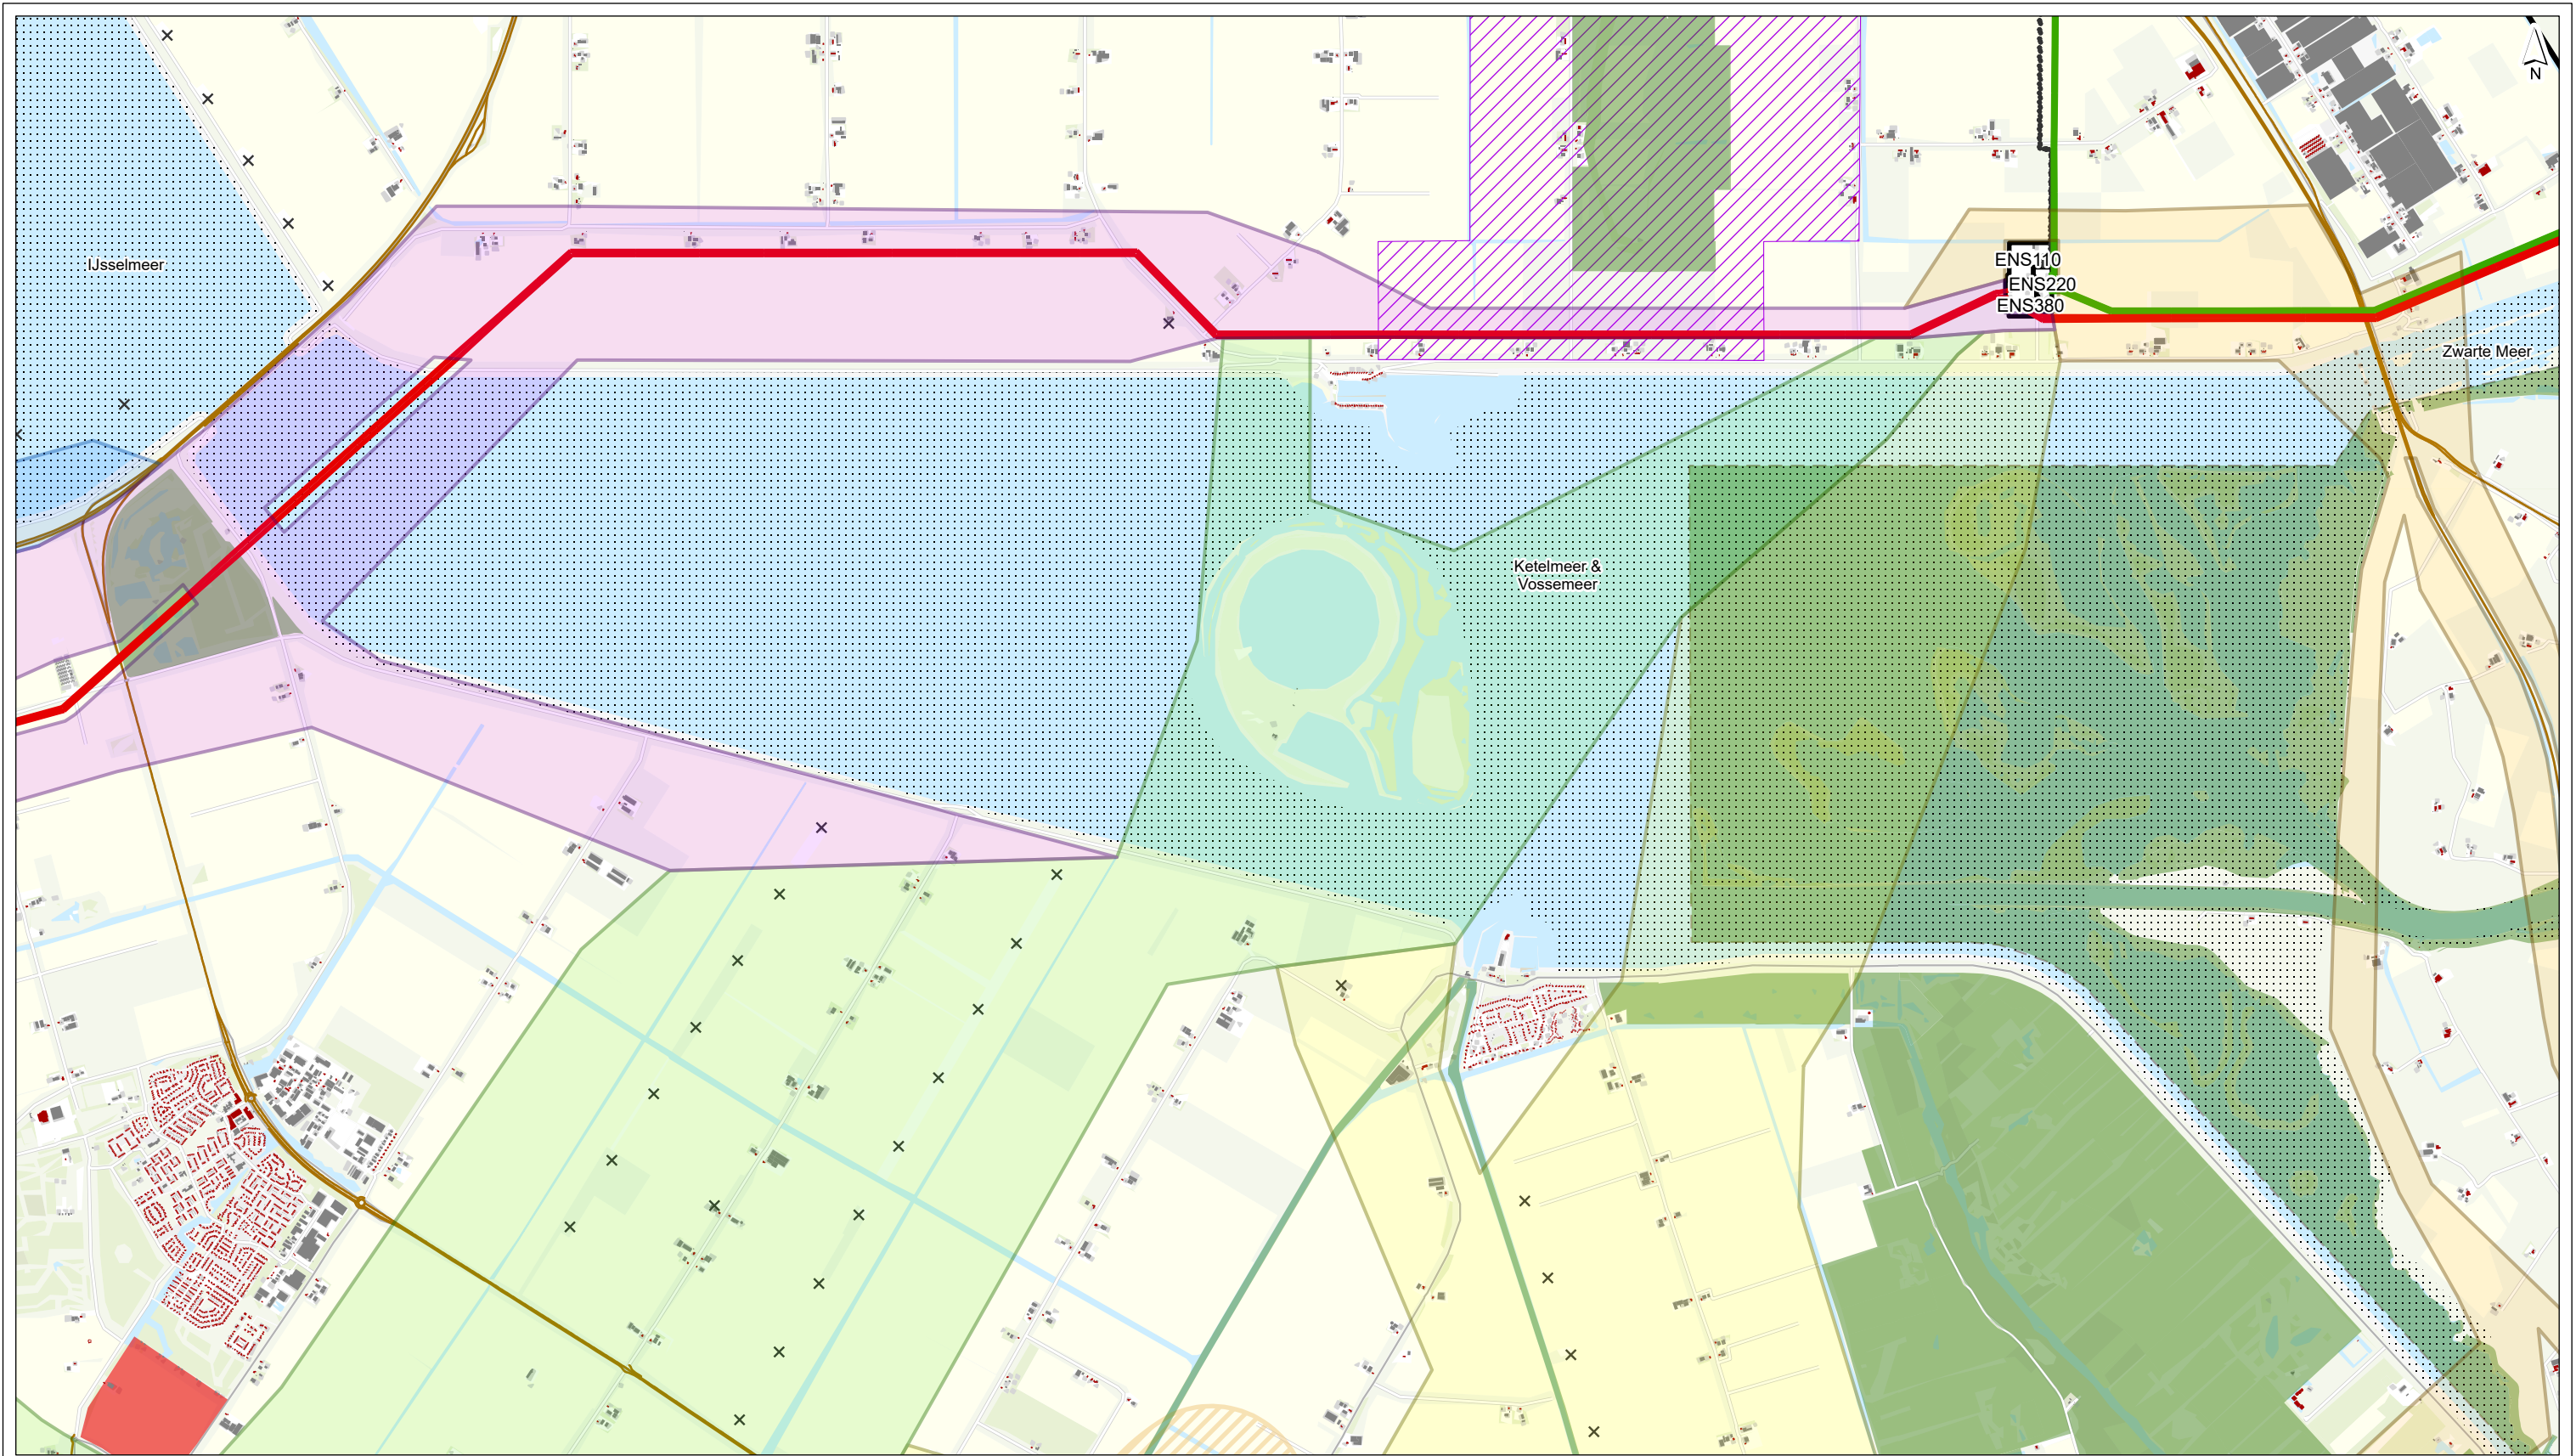 N
IJsselmeer
ENS110
ENS220
ENS380
Zwarte Meer
Ketelmeer &
Vossemeer